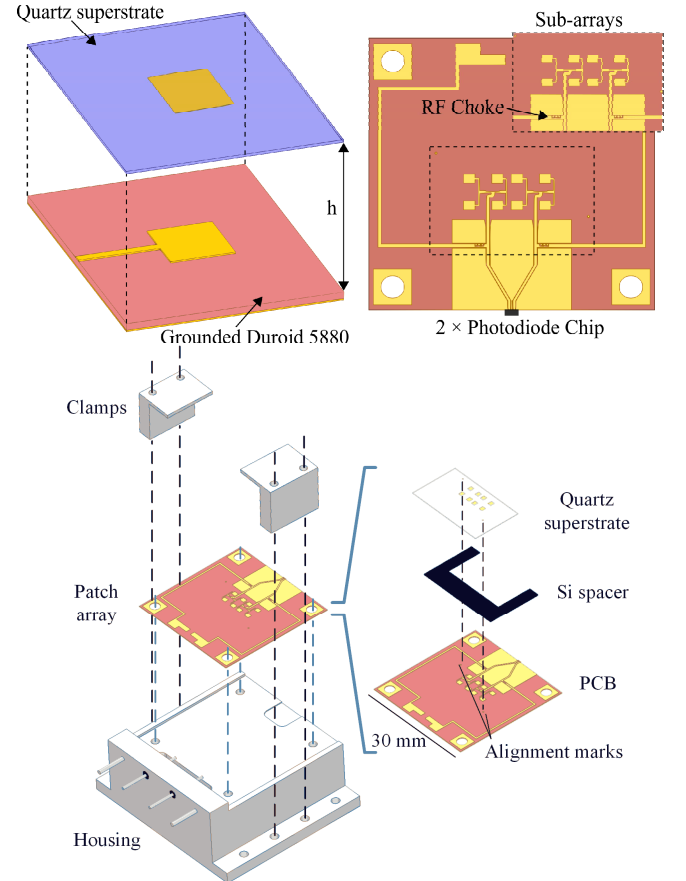 Quartz superstrate
h
Grounded Duroid 5880
Sub-arrays
RF Choke
2 × Photodiode Chip
Clamps
Patch
array
Housing
Quartz
superstrate
Si spacer
PCB
30 mm
Alignment marks